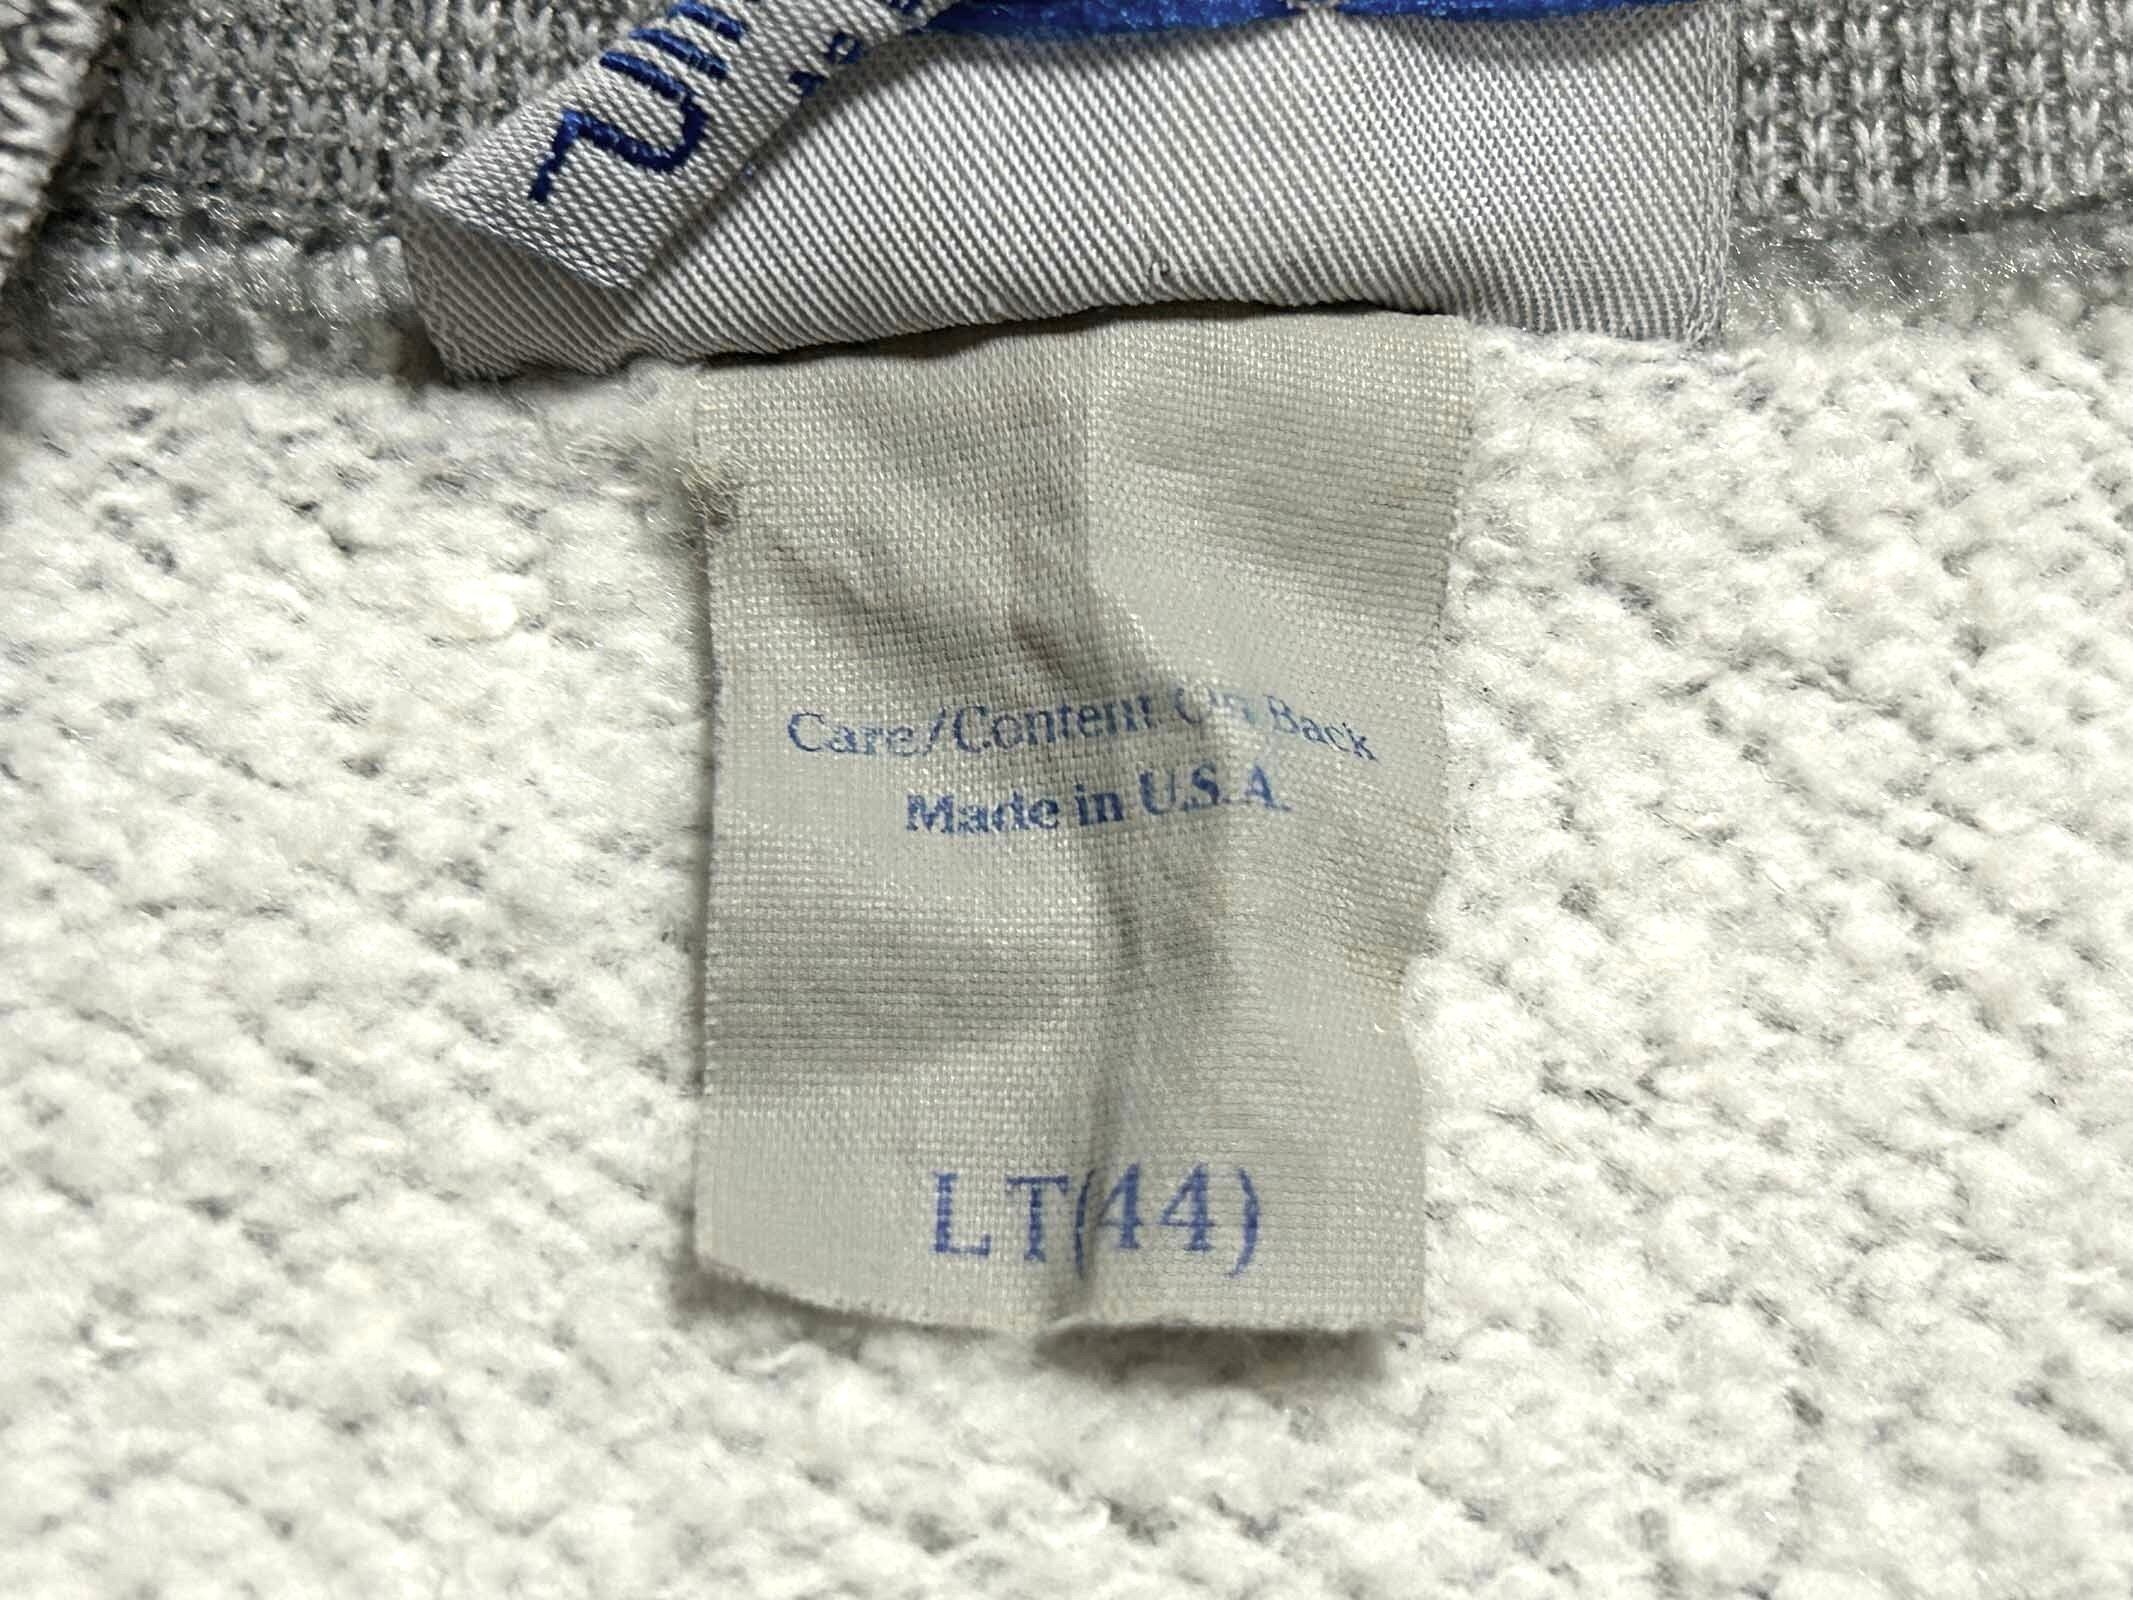 Care/Content On Back
Made in U.S.A.
LT(44)